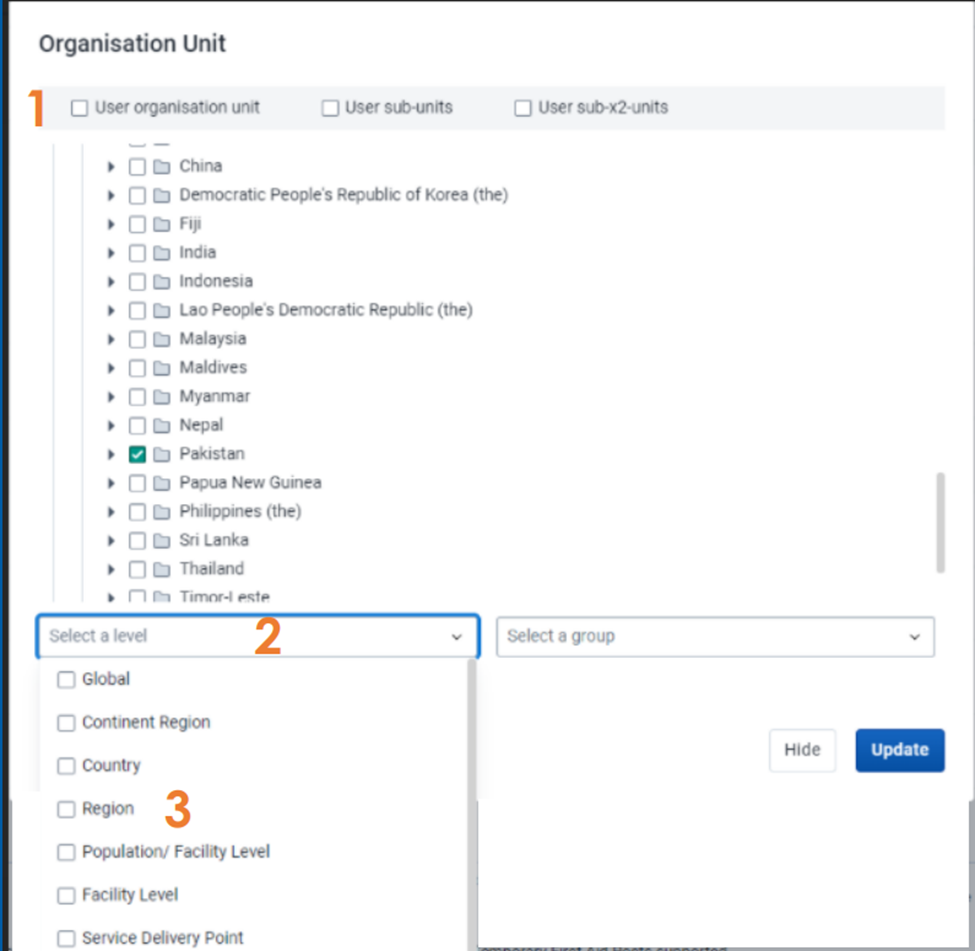 Organisation Unit
1 User organisation unit User sub-units User sub-x2-units
China
Democratic People's Republic of Korea (the)
Fiji
India
Indonesia
Lao People's Democratic Republic (the)
Malaysia
Maldives
Myanmar
Nepal
Pakistan
Papua New Guinea
Philippines (the)
Sri Lanka
Thailand
Timor-Leste
Select a level 2 Select a group
Global
Continent Region
Country
Hide Update
Region 3
Population/ Facility Level
Facility Level
Service Delivery Point